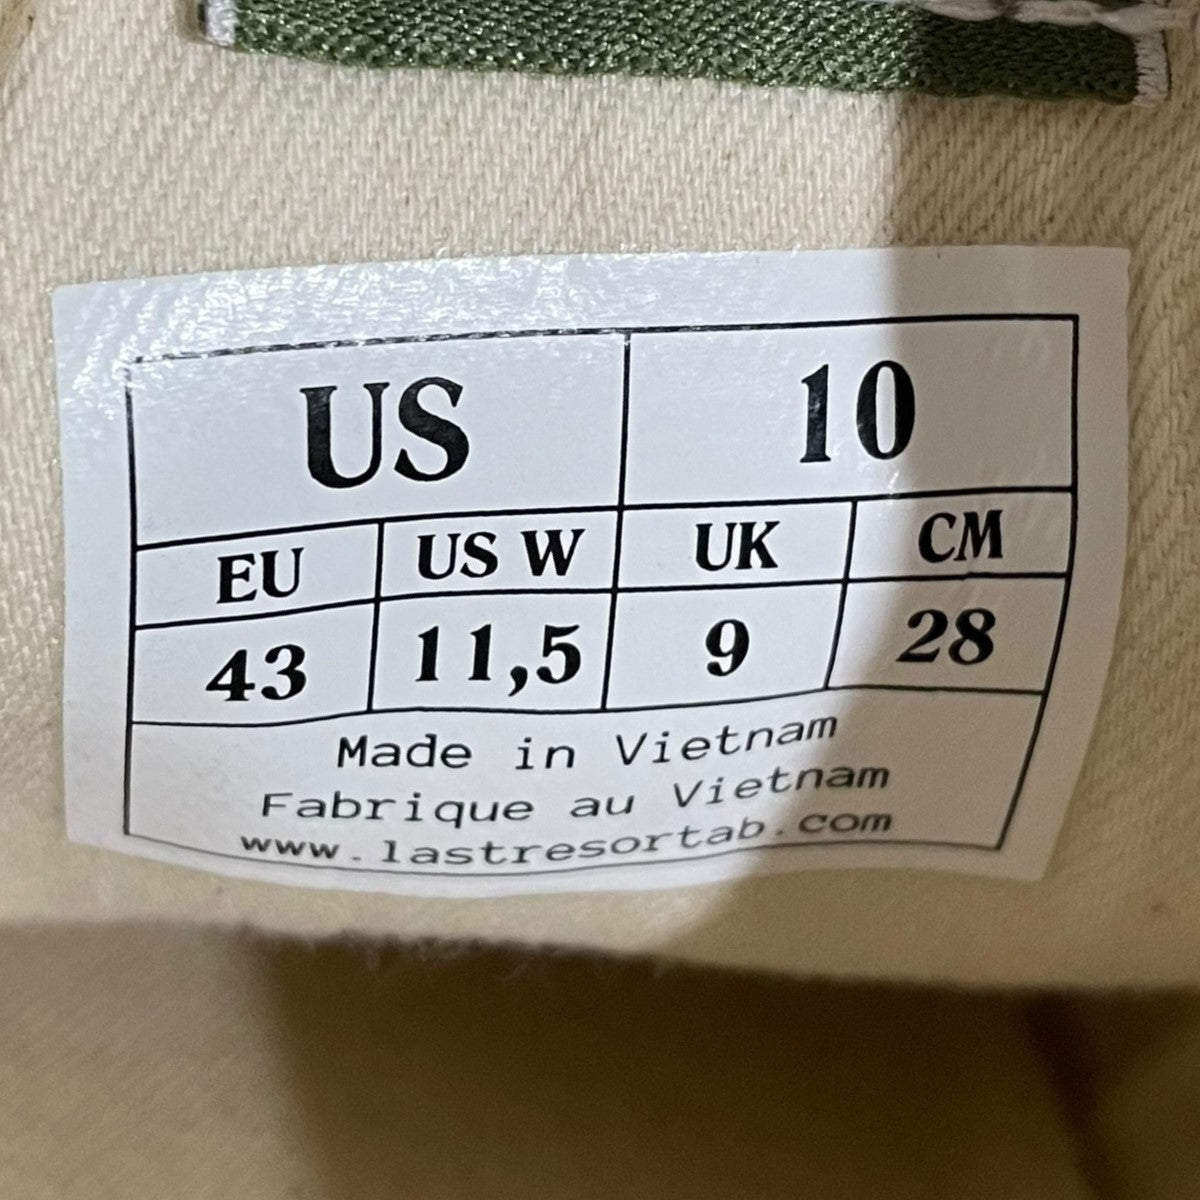 US 10
EU US W UK CM
43 11,5 9 28
Made in Vietnam
Fabrique au Vietnam
www.lastresortab.com